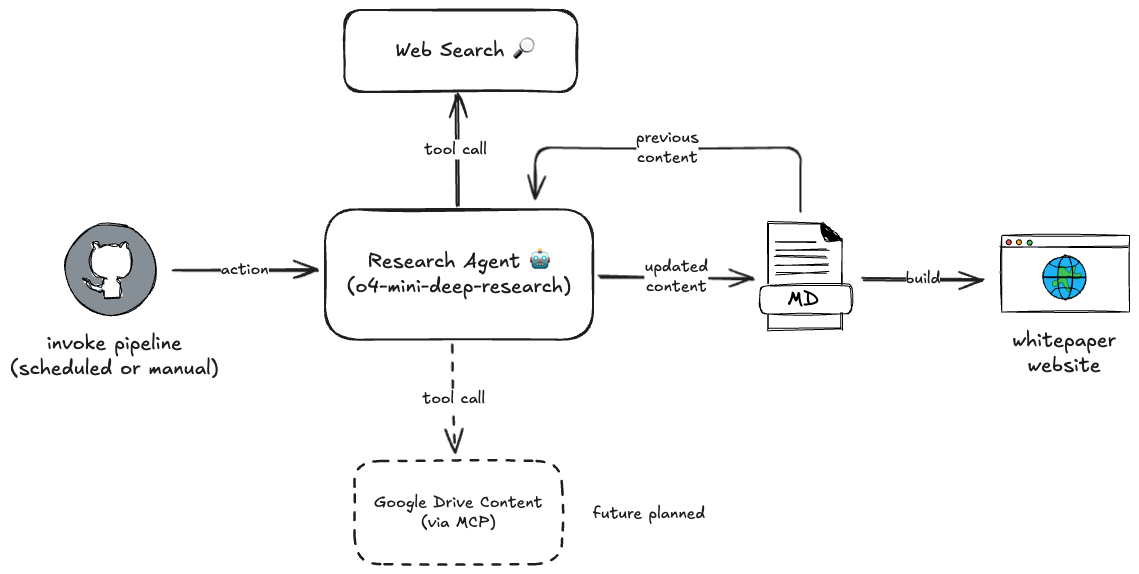 Web Search 🔎
tool call
previous
content
Research Agent 🤖
(o4-mini-deep-research)
action
updated
content
MD
build
invoke pipeline
(scheduled or manual)
whitepaper
website
tool call
Google Drive Content
(via MCP)
future planned